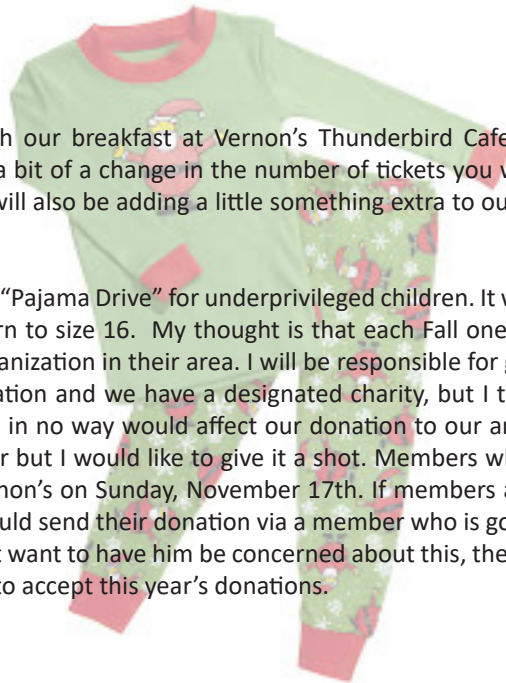 h our breakfast at Vernon’s Thunderbird Cafe
a bit of a change in the number of tickets you
will also be adding a little something extra to ou
“Pajama Drive” for underprivileged children. It
rn to size 16. My thought is that each Fall one
anization in their area. I will be responsible for
ation and we have a designated charity, but I
in no way would affect our donation to our
r but I would like to give it a shot. Members
non’s on Sunday, November 17th. If members
uld send their donation via a member who is
t want to have him be concerned about this,
to accept this year’s donations.